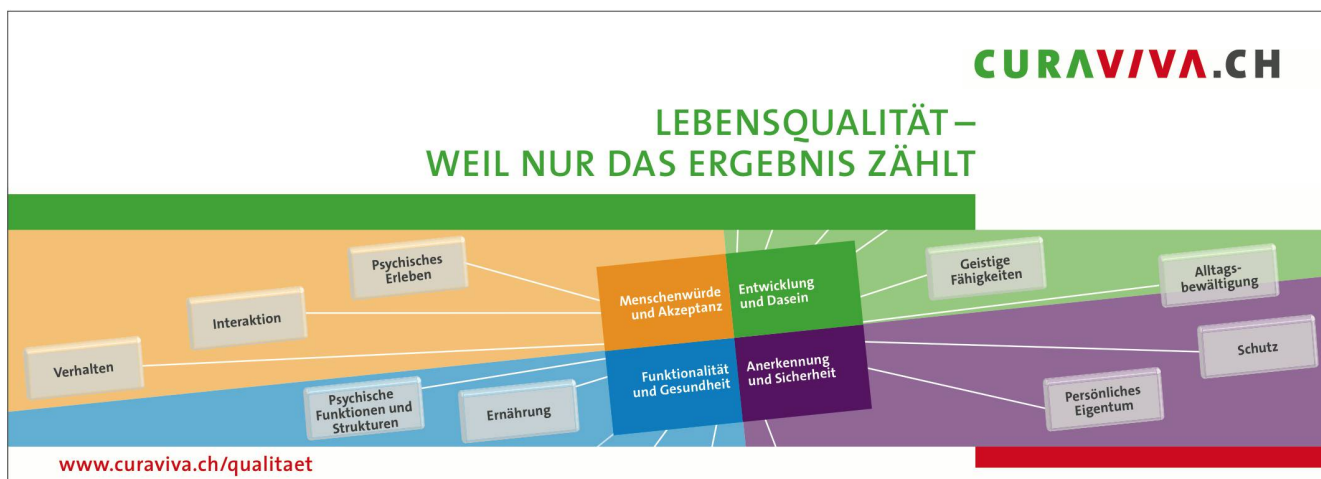 CURAVIVA.CH
LEBENSQUALITÄT –
WEIL NUR DAS ERGEBNIS ZÄHLT
Psychisches
Erleben
Interaktion
Verhalten
Menschenwürde
und Akzeptanz
Entwicklung
und Dasein
Geistige
Fähigkeiten
Alltags-
bewältigung
Schutz
Persönliches
Eigentum
Funktionalität
und Gesundheit
Anerkennung
und Sicherheit
Psychische
Funktionen und
Strukturen
Ernährung
www.curaviva.ch/qualitaet